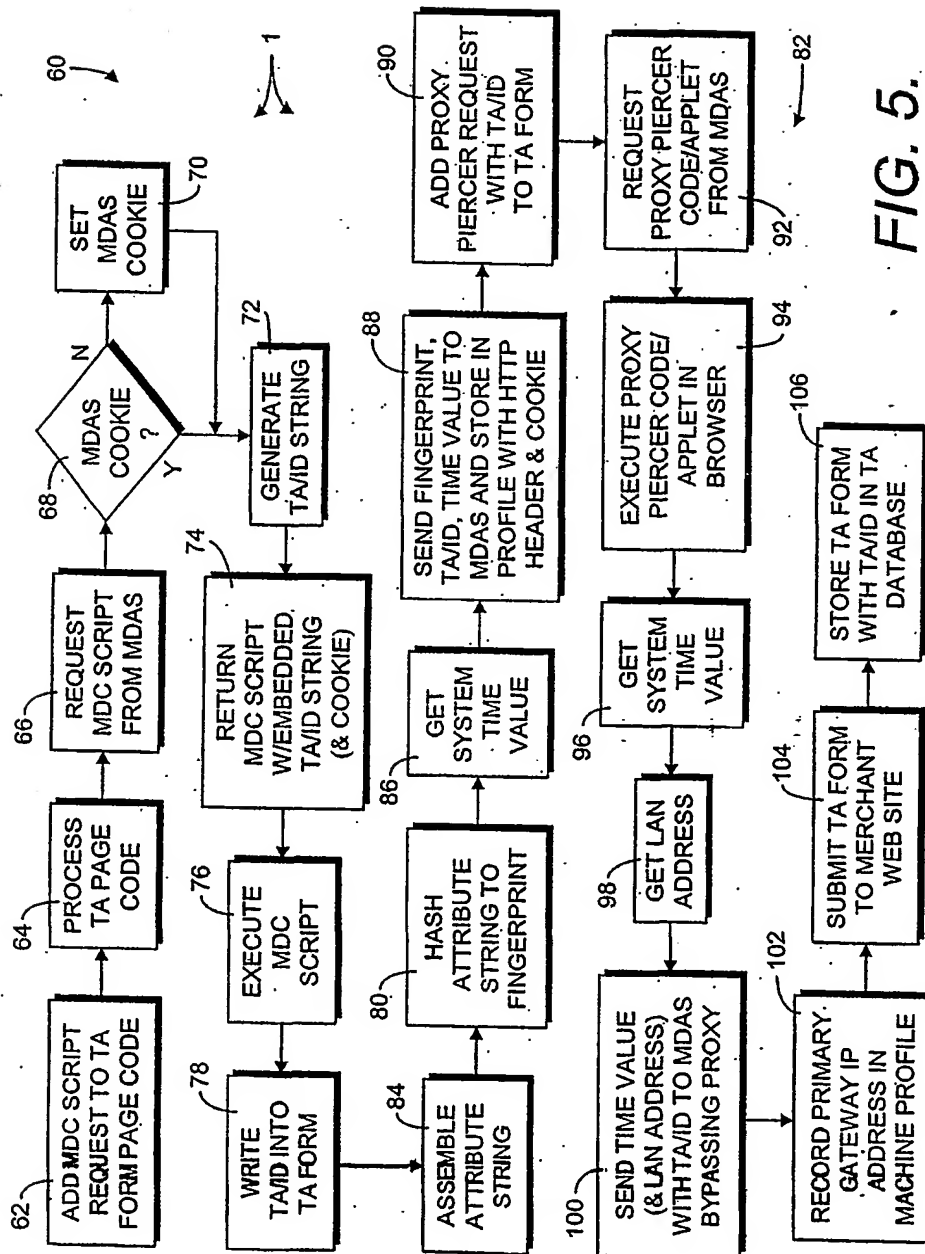 60
1
62
ADD MDC SCRIPT
REQUEST TO TA
FORM PAGE CODE
64
PROCESS
TA PAGE
CODE
66
REQUEST
MDC SCRIPT
FROM MDAS
68
MDAS
COOKIE
?
N
Y
SET
MDAS
COOKIE
70
72
GENERATE
TA/ID STRING
74
RETURN
MDC SCRIPT
W/EMBEDDED
TA/ID STRING
(& COOKIE)
76
EXECUTE
MDC
SCRIPT
78
WRITE
TA/ID INTO
TA FORM
84
ASSEMBLE
ATTRIBUTE
STRING
80
HASH
ATTRIBUTE
STRING TO
FINGERPRINT
86
GET
SYSTEM
TIME
VALUE
88
SEND FINGERPRINT,
TA/ID, TIME VALUE TO
MDAS AND STORE IN
PROFILE WITH HTTP
HEADER & COOKIE
90
ADD PROXY
PIERCER REQUEST
WITH TA/ID
TO TA FORM
REQUEST
PROXY PIERCER
CODE/APPLET
FROM MDAS
92
82
94
EXECUTE PROXY
PIERCER CODE/
APPLET IN
BROWSER
96
GET
SYSTEM
TIME
VALUE
98
GET LAN
ADDRESS
100
SEND TIME VALUE
(& LAN ADDRESS)
WITH TA/ID TO MDAS
BYPASSING PROXY
102
RECORD PRIMARY
GATEWAY IP
ADDRESS IN
MACHINE PROFILE
104
SUBMIT TA FORM
TO MERCHANT
WEB SITE
106
STORE TA FORM
WITH TA/ID IN TA
DATABASE
FIG. 5.